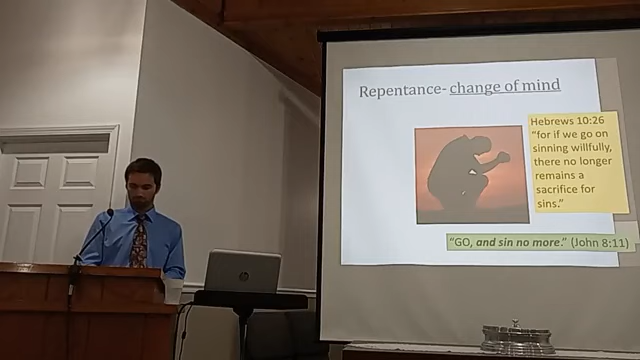 Repentance- change of mind
Hebrews 10:26
"for if we go on
sinning willfully,
there no longer
remains a
sacrifice for
sins."
"GO, and sin no more." (John 8:11)